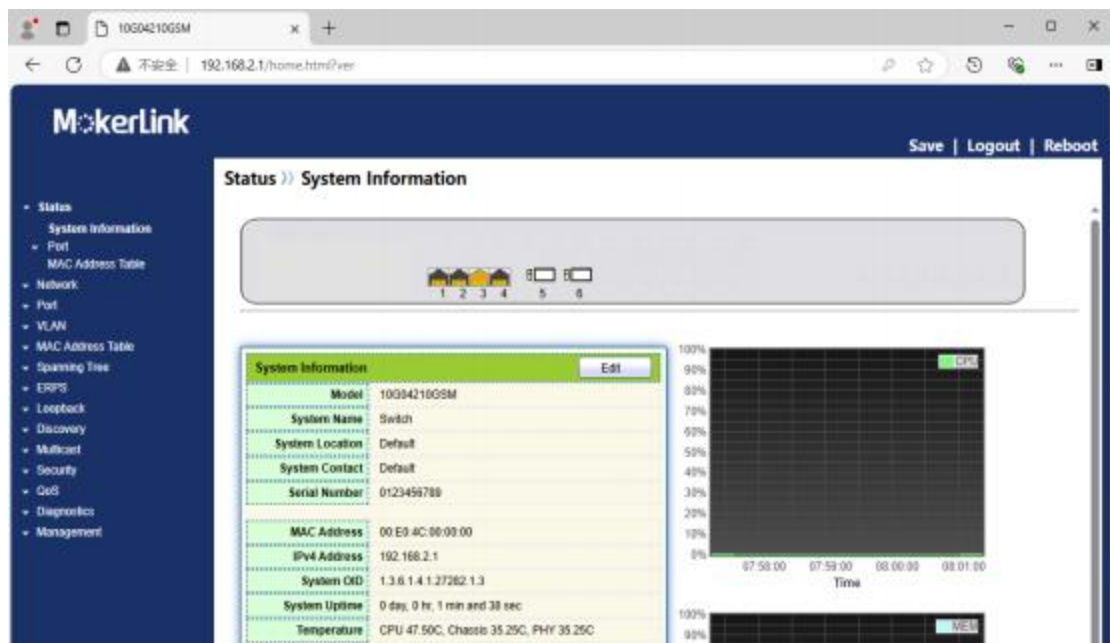 10G04210GSM
不安全 | 192.168.2.1/home.html?ver
MokerLink
Save | Logout | Reboot
Status » System Information
Status
System Information
Port
MAC Address Table
Network
Port
VLAN
MAC Address Table
Spanning Tree
ERPS
Loopback
Discovery
Multicast
Security
QoS
Diagnostics
Management
1 2 3 4 5 6
System Information Edit
Model 10G04210GSM
System Name Switch
System Location Default
System Contact Default
Serial Number 0123456789
MAC Address 00:E0:4C:00:00:00
IPv4 Address 192.168.2.1
System OID 1.3.6.1.4.1.27282.1.3
System Uptime 0 day, 0 hr, 1 min and 38 sec
Temperature CPU 47.50C, Chassis 35.25C, PHY 35.25C
100%
CPU
90%
80%
70%
60%
50%
40%
30%
20%
10%
0%
07:58:00 07:59:00 08:00:00 08:01:00
Time
100%
MEM
90%